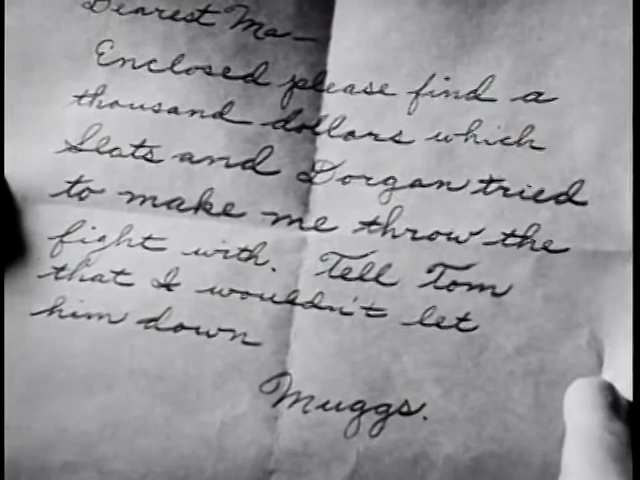 Dearest Ma—
Enclosed please find a
thousand dollars which
Slats and Dorgan tried
to make me throw the
fight with. Tell Tom
that I wouldn't let
him down
Muggs.